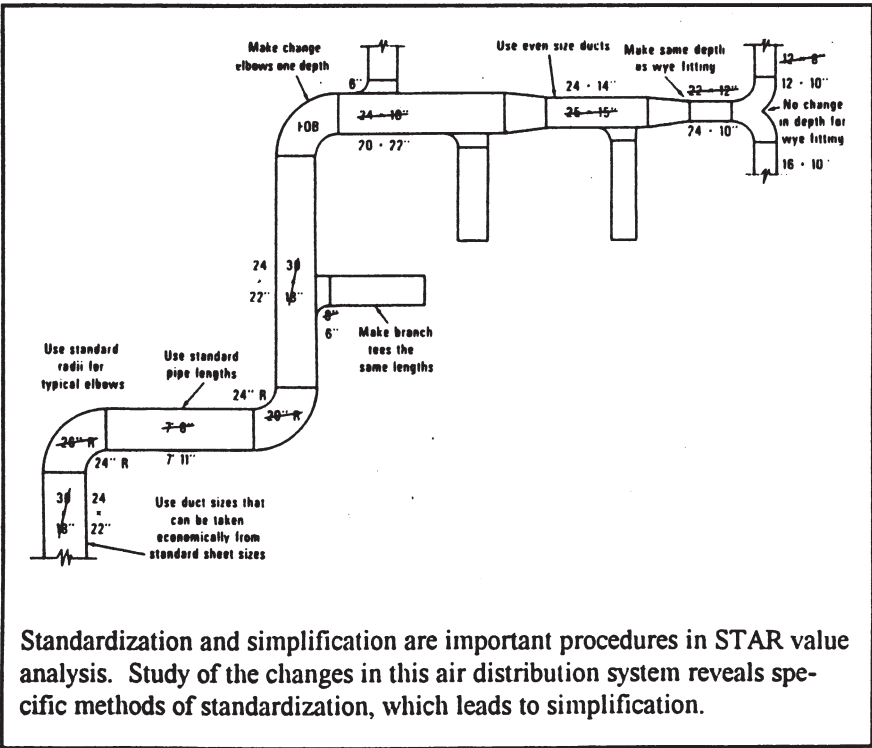 Make change
elbows one depth
6"
24 - 18"
20 · 22"
FOB
Use even size ducts
24 · 14"
25 - 15"
Make same depth
as wye fitting
22 - 12"
24 · 10"
12 - 8
12 · 10"
No change
in depth for
wye fitting
16 · 10"
24
×
22"
30
18"
8"
6"
Make branch
tees the
same lengths
Use standard
radii for
typical elbows
Use standard
pipe lengths
24" R
20" R
7' 8"
7' 11"
26" R
24" R
30
18"
24
×
22"
Use duct sizes that
can be taken
economically from
standard sheet sizes
Standardization and simplification are important procedures in STAR value
analysis. Study of the changes in this air distribution system reveals spe-
cific methods of standardization, which leads to simplification.